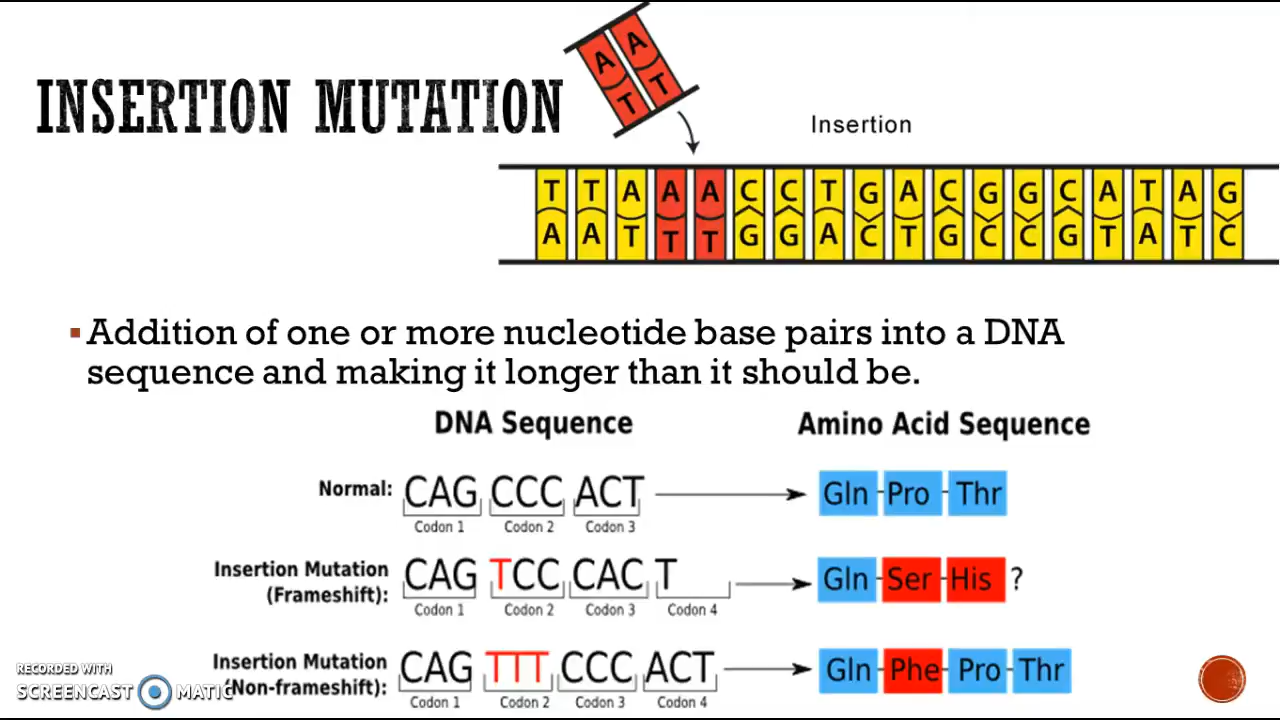 INSERTION MUTATION
A A
T T
Insertion
T T A A A C C T G A C G G C A T A G
A A T T T G G A C T G C C G T A T C
Addition of one or more nucleotide base pairs into a DNA
sequence and making it longer than it should be.
DNA Sequence Amino Acid Sequence
Normal: CAG CCC ACT Gln Pro Thr
Codon 1 Codon 2 Codon 3
Insertion Mutation
(Frameshift): CAG TCC CAC T Gln Ser His ?
Codon 1 Codon 2 Codon 3 Codon 4
Insertion Mutation
(Non-frameshift): CAG TTT CCC ACT Gln Phe Pro Thr
Codon 1 Codon 2 Codon 3 Codon 4
RECORDED WITH
SCREENCAST MATIC